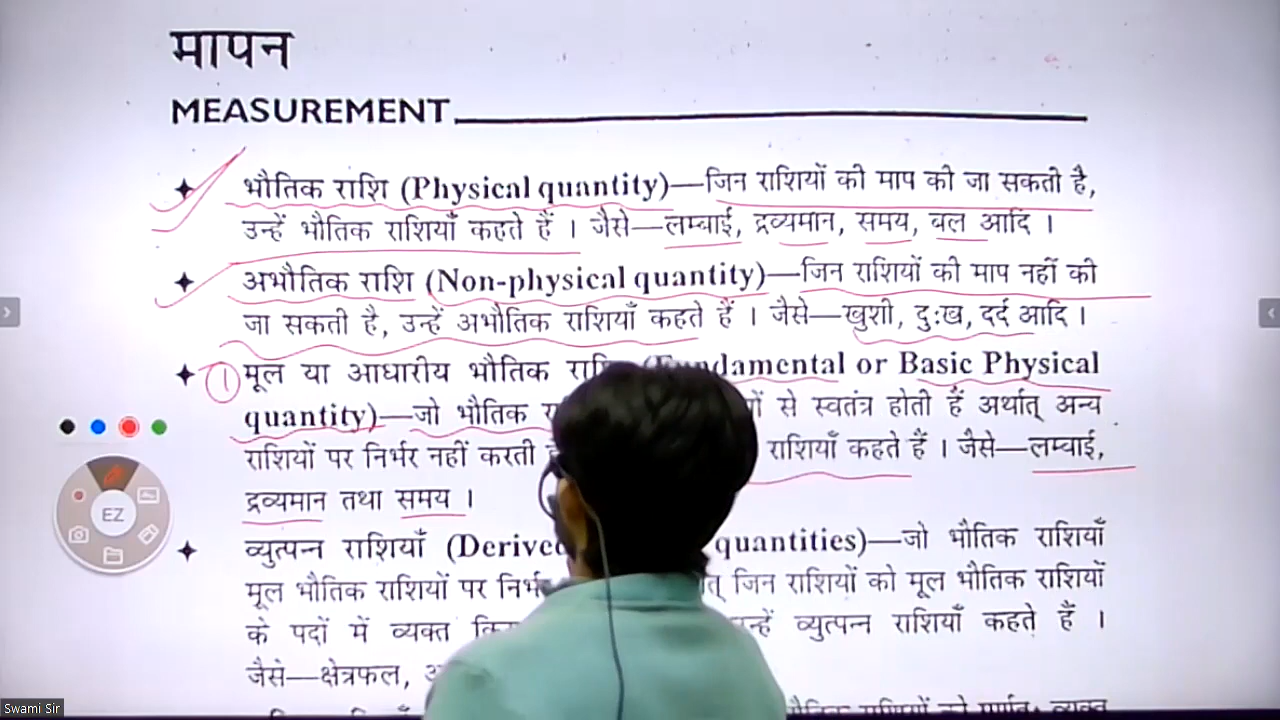 मापन
MEASUREMENT
भौतिक राशि (Physical quantity)—जिन राशियों की माप की जा सकती है,
उन्हें भौतिक राशियाँ कहते हैं । जैसे—लम्बाई, द्रव्यमान, समय, बल आदि ।
अभौतिक राशि (Non-physical quantity)—जिन राशियों की माप नहीं की
जा सकती है, उन्हें अभौतिक राशियाँ कहते हैं । जैसे—खुशी, दुःख, दर्द आदि ।
① मूल या आधारीय भौतिक राशि (Fundamental or Basic Physical
quantity)—जो भौतिक से स्वतंत्र होती हैं अर्थात् अन्य
राशियों पर निर्भर नहीं करती राशियाँ कहते हैं । जैसे—लम्बाई,
द्रव्यमान तथा समय ।
व्युत्पन्न राशियाँ (Derived quantities)—जो भौतिक राशियाँ
मूल भौतिक राशियों पर जिन राशियों को मूल भौतिक राशियों
के पदों में व्यक्त व्युत्पन्न राशियाँ कहते हैं ।
जैसे—क्षेत्रफल,
EZ
Swami Sir